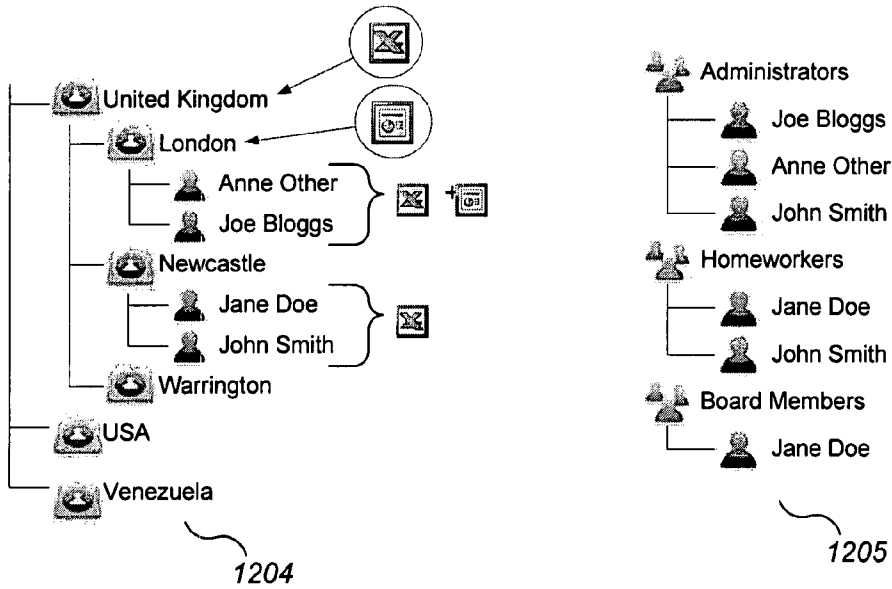 United Kingdom
London
Anne Other
Joe Bloggs
Newcastle
Jane Doe
John Smith
Warrington
USA
Venezuela
1204
Administrators
Joe Bloggs
Anne Other
John Smith
Homeworkers
Jane Doe
John Smith
Board Members
Jane Doe
1205